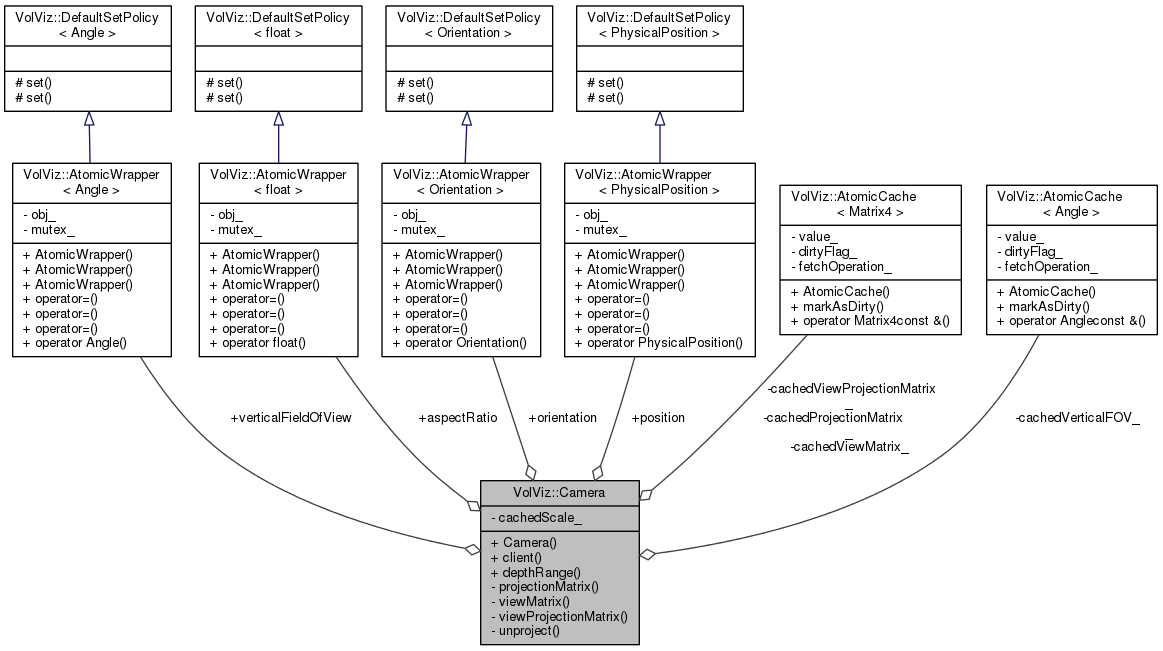 VolViz::DefaultSetPolicy
< Angle >
# set()
# set()
VolViz::DefaultSetPolicy
< float >
# set()
# set()
VolViz::DefaultSetPolicy
< Orientation >
# set()
# set()
VolViz::DefaultSetPolicy
< PhysicalPosition >
# set()
# set()
VolViz::AtomicWrapper
< Angle >
- obj_
- mutex_
+ AtomicWrapper()
+ AtomicWrapper()
+ AtomicWrapper()
+ operator=()
+ operator=()
+ operator=()
+ operator Angle()
VolViz::AtomicWrapper
< float >
- obj_
- mutex_
+ AtomicWrapper()
+ AtomicWrapper()
+ AtomicWrapper()
+ operator=()
+ operator=()
+ operator=()
+ operator float()
VolViz::AtomicWrapper
< Orientation >
- obj_
- mutex_
+ AtomicWrapper()
+ AtomicWrapper()
+ AtomicWrapper()
+ operator=()
+ operator=()
+ operator=()
+ operator Orientation()
VolViz::AtomicWrapper
< PhysicalPosition >
- obj_
- mutex_
+ AtomicWrapper()
+ AtomicWrapper()
+ AtomicWrapper()
+ operator=()
+ operator=()
+ operator=()
+ operator PhysicalPosition()
VolViz::AtomicCache
< Matrix4 >
- value_
- dirtyFlag_
- fetchOperation_
+ AtomicCache()
+ markAsDirty()
+ operator Matrix4const &()
VolViz::AtomicCache
< Angle >
- value_
- dirtyFlag_
- fetchOperation_
+ AtomicCache()
+ markAsDirty()
+ operator Angleconst &()
+verticalFieldOfView
+aspectRatio
+orientation
+position
-cachedViewProjectionMatrix
_
-cachedProjectionMatrix
_
-cachedViewMatrix_
-cachedVerticalFOV_
VolViz::Camera
- cachedScale_
+ Camera()
+ client()
+ depthRange()
- projectionMatrix()
- viewMatrix()
- viewProjectionMatrix()
- unproject()